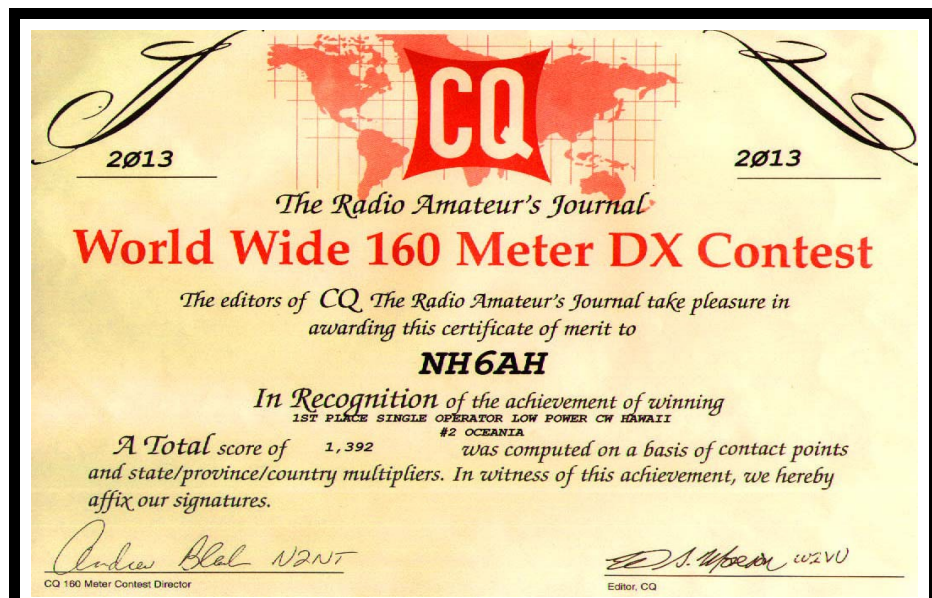 CQ
2Ø13
2Ø13
The Radio Amateur's Journal
World Wide 160 Meter DX Contest
The editors of CQ The Radio Amateur's Journal take pleasure in
awarding this certificate of merit to
NH6AH
In Recognition of the achievement of winning
1ST PLACE SINGLE OPERATOR LOW POWER CW HAWAII
#2 OCEANIA
A Total score of 1,392 was computed on a basis of contact points
and state/province/country multipliers. In witness of this achievement, we hereby
affix our signatures.
Andrew Blah N2NT
W2VU
CQ 160 Meter Contest Director
Editor, CQ